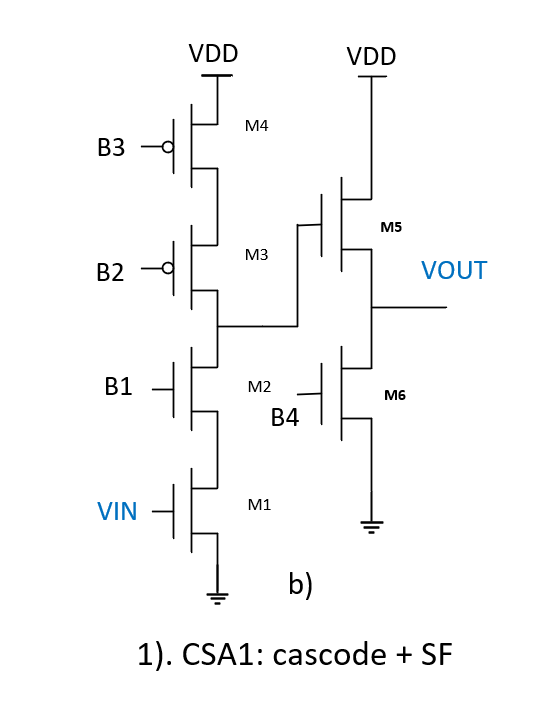 VDD
VDD
M4
B3
M5
M3
B2
VOUT
B1
M2
M6
B4
VIN
M1
b)
1). CSA1: cascode + SF